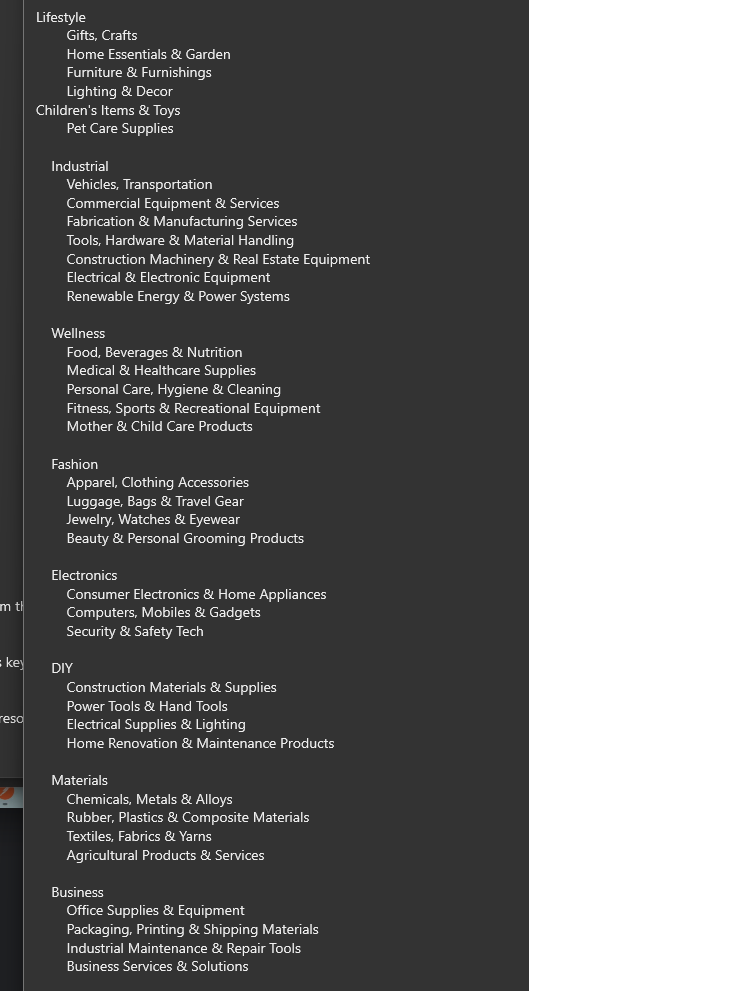 Lifestyle
Gifts, Crafts
Home Essentials & Garden
Furniture & Furnishings
Lighting & Decor
Children's Items & Toys
Pet Care Supplies
Industrial
Vehicles, Transportation
Commercial Equipment & Services
Fabrication & Manufacturing Services
Tools, Hardware & Material Handling
Construction Machinery & Real Estate Equipment
Electrical & Electronic Equipment
Renewable Energy & Power Systems
Wellness
Food, Beverages & Nutrition
Medical & Healthcare Supplies
Personal Care, Hygiene & Cleaning
Fitness, Sports & Recreational Equipment
Mother & Child Care Products
Fashion
Apparel, Clothing Accessories
Luggage, Bags & Travel Gear
Jewelry, Watches & Eyewear
Beauty & Personal Grooming Products
Electronics
Consumer Electronics & Home Appliances
Computers, Mobiles & Gadgets
Security & Safety Tech
DIY
Construction Materials & Supplies
Power Tools & Hand Tools
Electrical Supplies & Lighting
Home Renovation & Maintenance Products
Materials
Chemicals, Metals & Alloys
Rubber, Plastics & Composite Materials
Textiles, Fabrics & Yarns
Agricultural Products & Services
Business
Office Supplies & Equipment
Packaging, Printing & Shipping Materials
Industrial Maintenance & Repair Tools
Business Services & Solutions